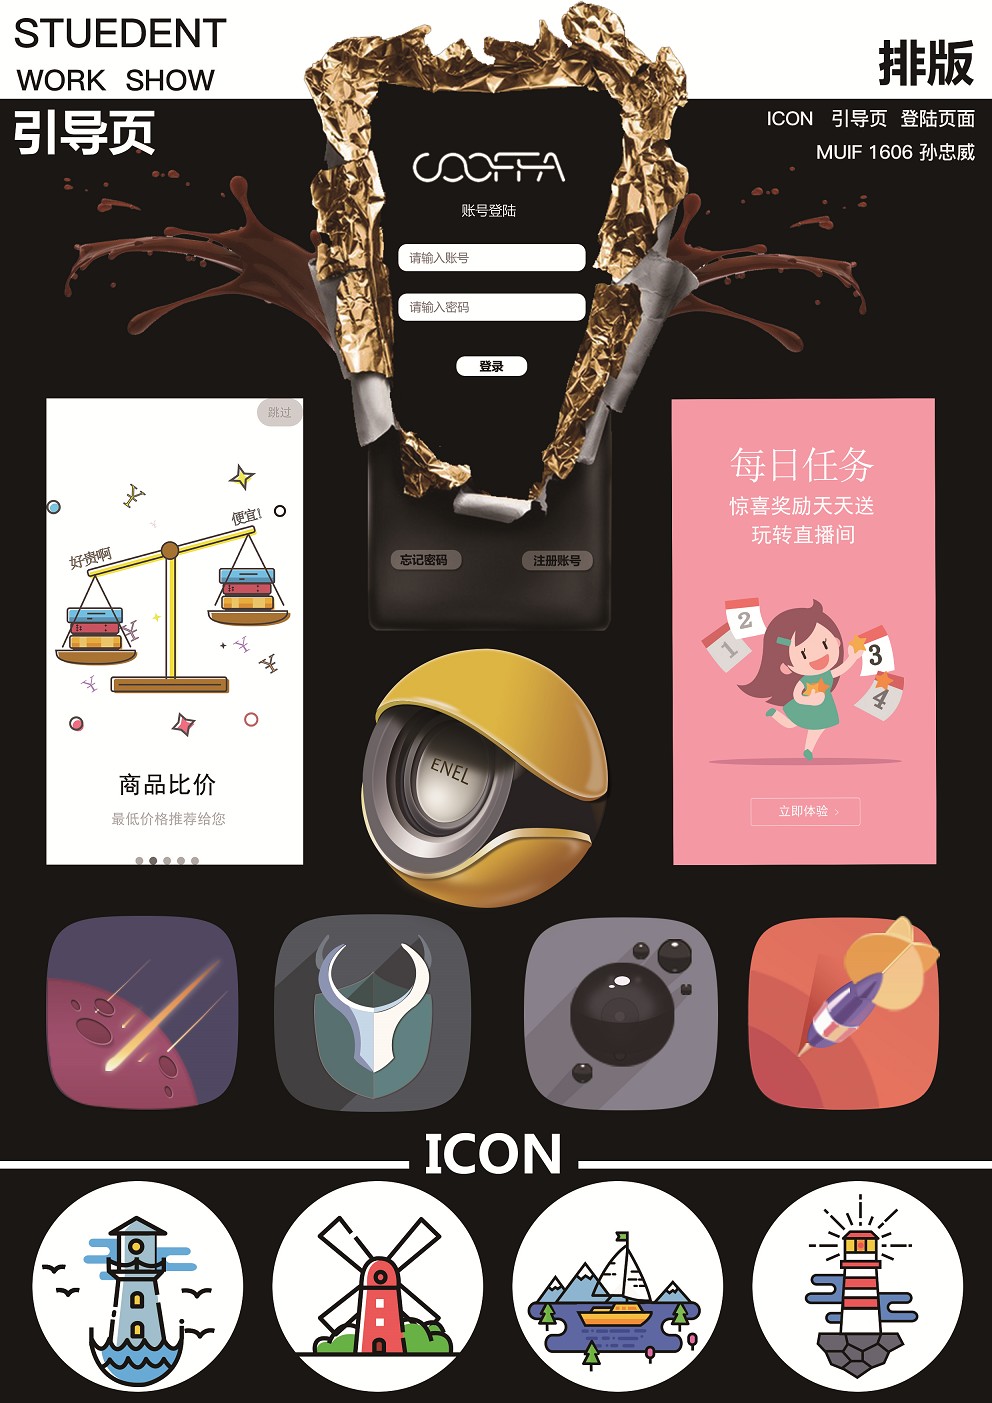 STUEDENT
WORK SHOW
排版
引导页
ICON 引导页 登陆页面
MUIF 1606 孙忠威
COOFFA
账号登陆
请输入账号
请输入密码
登录
忘记密码
注册账号
跳过
好贵啊
便宜!
商品比价
最低价格推荐给您
每日任务
惊喜奖励天天送
玩转直播间
1
2
3
4
立即体验 >
ENEL
ICON